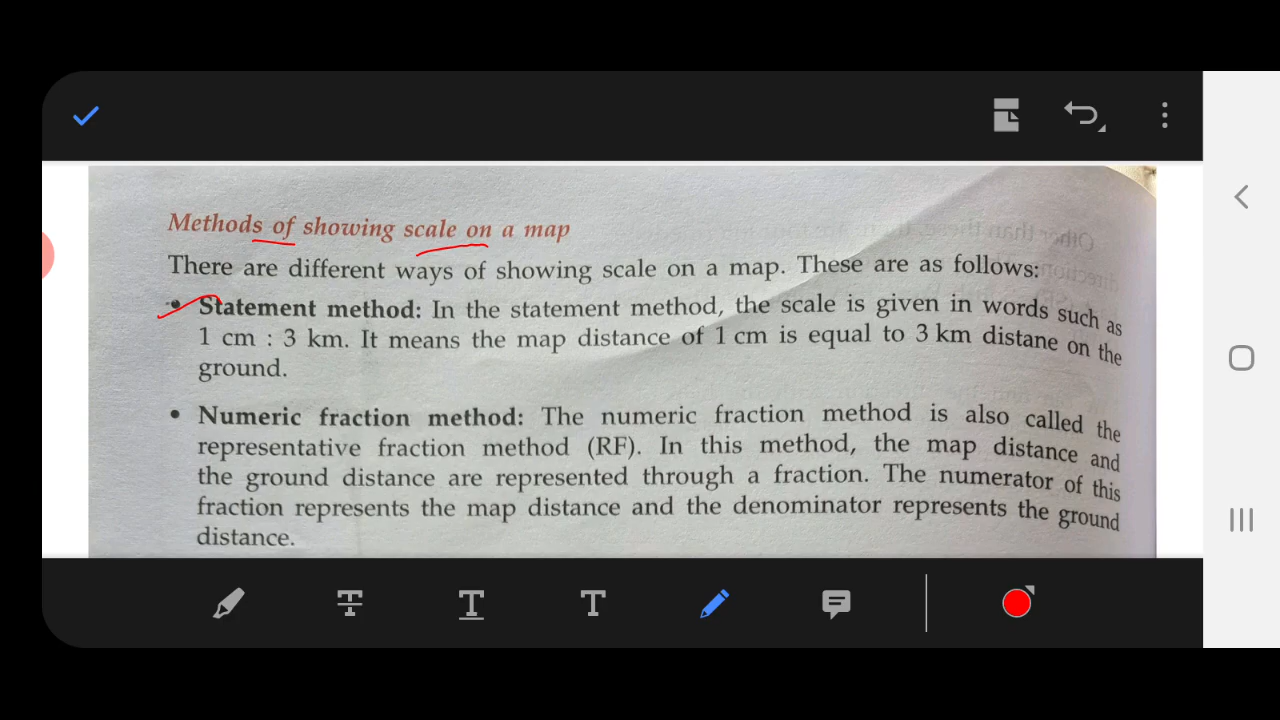 Methods of showing scale on a map
There are different ways of showing scale on a map. These are as follows:
• Statement method: In the statement method, the scale is given in words such as
1 cm : 3 km. It means the map distance of 1 cm is equal to 3 km distane on the
ground.
• Numeric fraction method: The numeric fraction method is also called the
representative fraction method (RF). In this method, the map distance and
the ground distance are represented through a fraction. The numerator of this
fraction represents the map distance and the denominator represents the ground
distance.